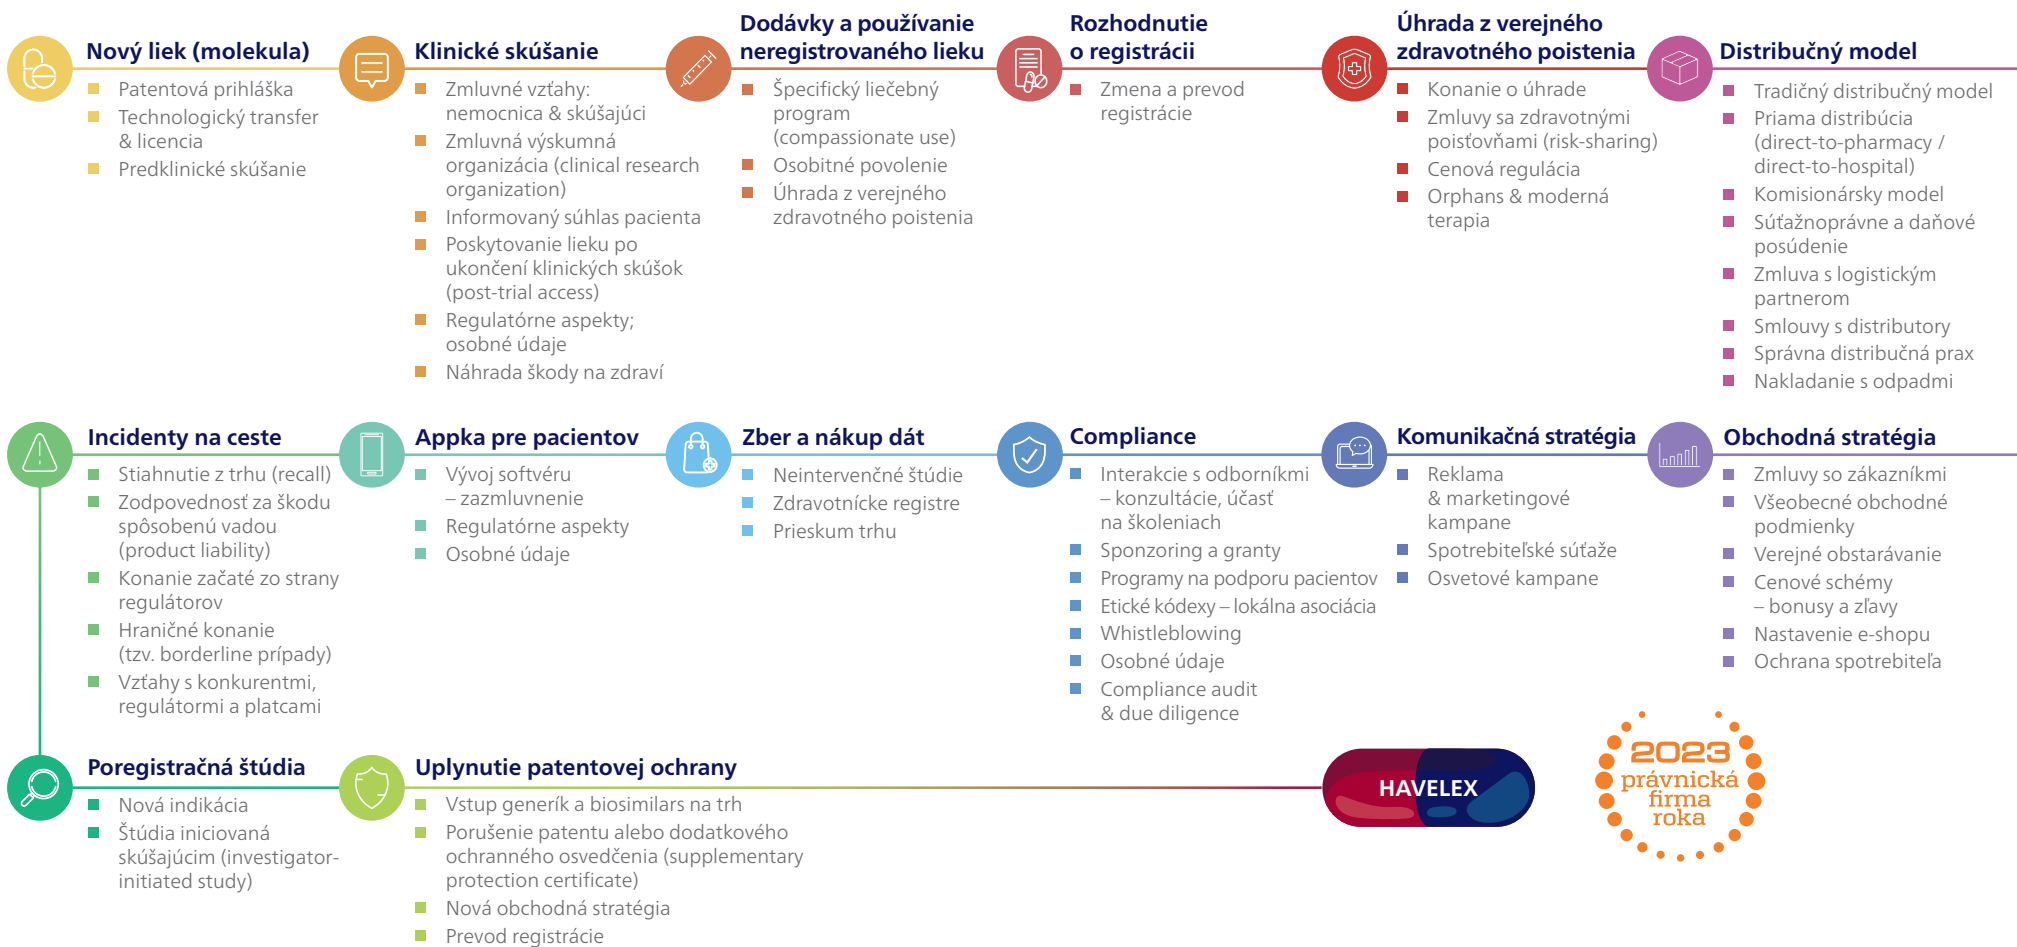 Nový liek (molekula)
Patentová prihláška
Technologický transfer
& licencia
Predklinické skúšanie
Klinické skúšanie
Zmluvné vzťahy:
nemocnica & skúšajúci
Zmluvná výskumná
organizácia (clinical research
organization)
Informovaný súhlas pacienta
Poskytovanie lieku po
ukončení klinických skúšok
(post-trial access)
Regulatórne aspekty;
osobné údaje
Náhrada škody na zdraví
Dodávky a používanie
neregistrovaného lieku
Špecifický liečebný
program
(compassionate use)
Osobitné povolenie
Úhrada z verejného
zdravotného poistenia
Rozhodnutie
o registrácii
Zmena a prevod
registrácie
Úhrada z verejného
zdravotného poistenia
Konanie o úhrade
Zmluvy sa zdravotnými
poisťovňami (risk-sharing)
Cenová regulácia
Orphans & moderná
terapia
Distribučný model
Tradičný distribučný model
Priama distribúcia
(direct-to-pharmacy /
direct-to-hospital)
Komisionársky model
Súťažnoprávne a daňové
posúdenie
Zmluva s logistickým
partnerom
Smlouvy s distributory
Správna distribučná prax
Nakladanie s odpadmi
Incidenty na ceste
Stiahnutie z trhu (recall)
Zodpovednosť za škodu
spôsobenú vadou
(product liability)
Konanie začaté zo strany
regulátorov
Hraničné konanie
(tzv. borderline prípady)
Vzťahy s konkurentmi,
regulátormi a platcami
Appka pre pacientov
Vývoj softvéru
– zazmluvnenie
Regulatórne aspekty
Osobné údaje
Zber a nákup dát
Neintervenčné štúdie
Zdravotnícke registre
Prieskum trhu
Compliance
Interakcie s odborníkmi
– konzultácie, účasť
na školeniach
Sponzoring a granty
Programy na podporu pacientov
Etické kódexy – lokálna asociácia
Whistleblowing
Osobné údaje
Compliance audit
& due diligence
Komunikačná stratégia
Reklama
& marketingové
kampane
Spotrebiteľské súťaže
Osvetové kampane
Obchodná stratégia
Zmluvy so zákazníkmi
Všeobecné obchodné
podmienky
Verejné obstarávanie
Cenové schémy
– bonusy a zľavy
Nastavenie e-shopu
Ochrana spotrebiteľa
Poregistračná štúdia
Nová indikácia
Štúdia iniciovaná
skúšajúcim (investigator-
initiated study)
Uplynutie patentovej ochrany
Vstup generík a biosimilars na trh
Porušenie patentu alebo dodatkového
ochranného osvedčenia (supplementary
protection certificate)
Nová obchodná stratégia
Prevod registrácie
HAVELEX
2023
právnická
firma
roka